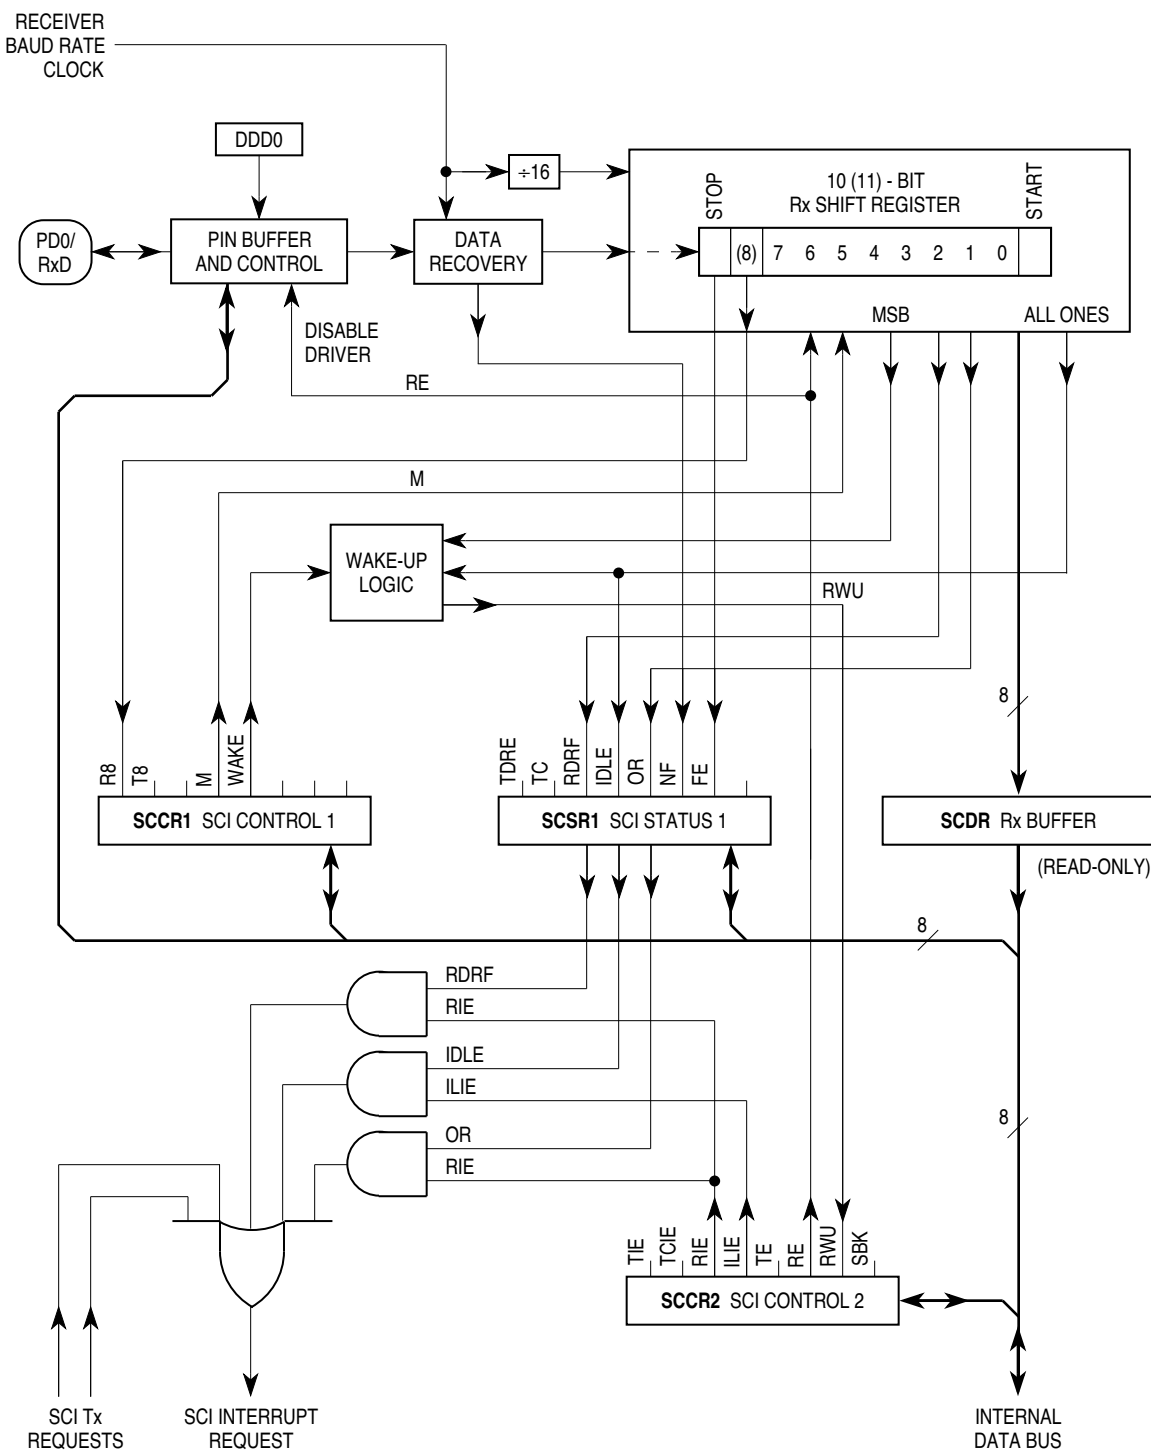 RECEIVER
BAUD RATE
CLOCK
DDD0
÷16
10 (11) - BIT
Rx SHIFT REGISTER
STOP
START
PD0/
RxD
PIN BUFFER
AND CONTROL
DATA
RECOVERY
(8) 7 6 5 4 3 2 1 0
DISABLE
DRIVER
MSB
ALL ONES
RE
M
WAKE-UP
LOGIC
RWU
8
R8
T8
M
WAKE
TDRE
TC
RDRF
IDLE
OR
NF
FE
SCCR1 SCI CONTROL 1
SCSR1 SCI STATUS 1
SCDR Rx BUFFER
(READ-ONLY)
8
RDRF
RIE
IDLE
ILIE
OR
RIE
8
TIE
TCIE
RIE
ILIE
TE
RE
RWU
SBK
SCCR2 SCI CONTROL 2
SCI Tx
REQUESTS
SCI INTERRUPT
REQUEST
INTERNAL
DATA BUS